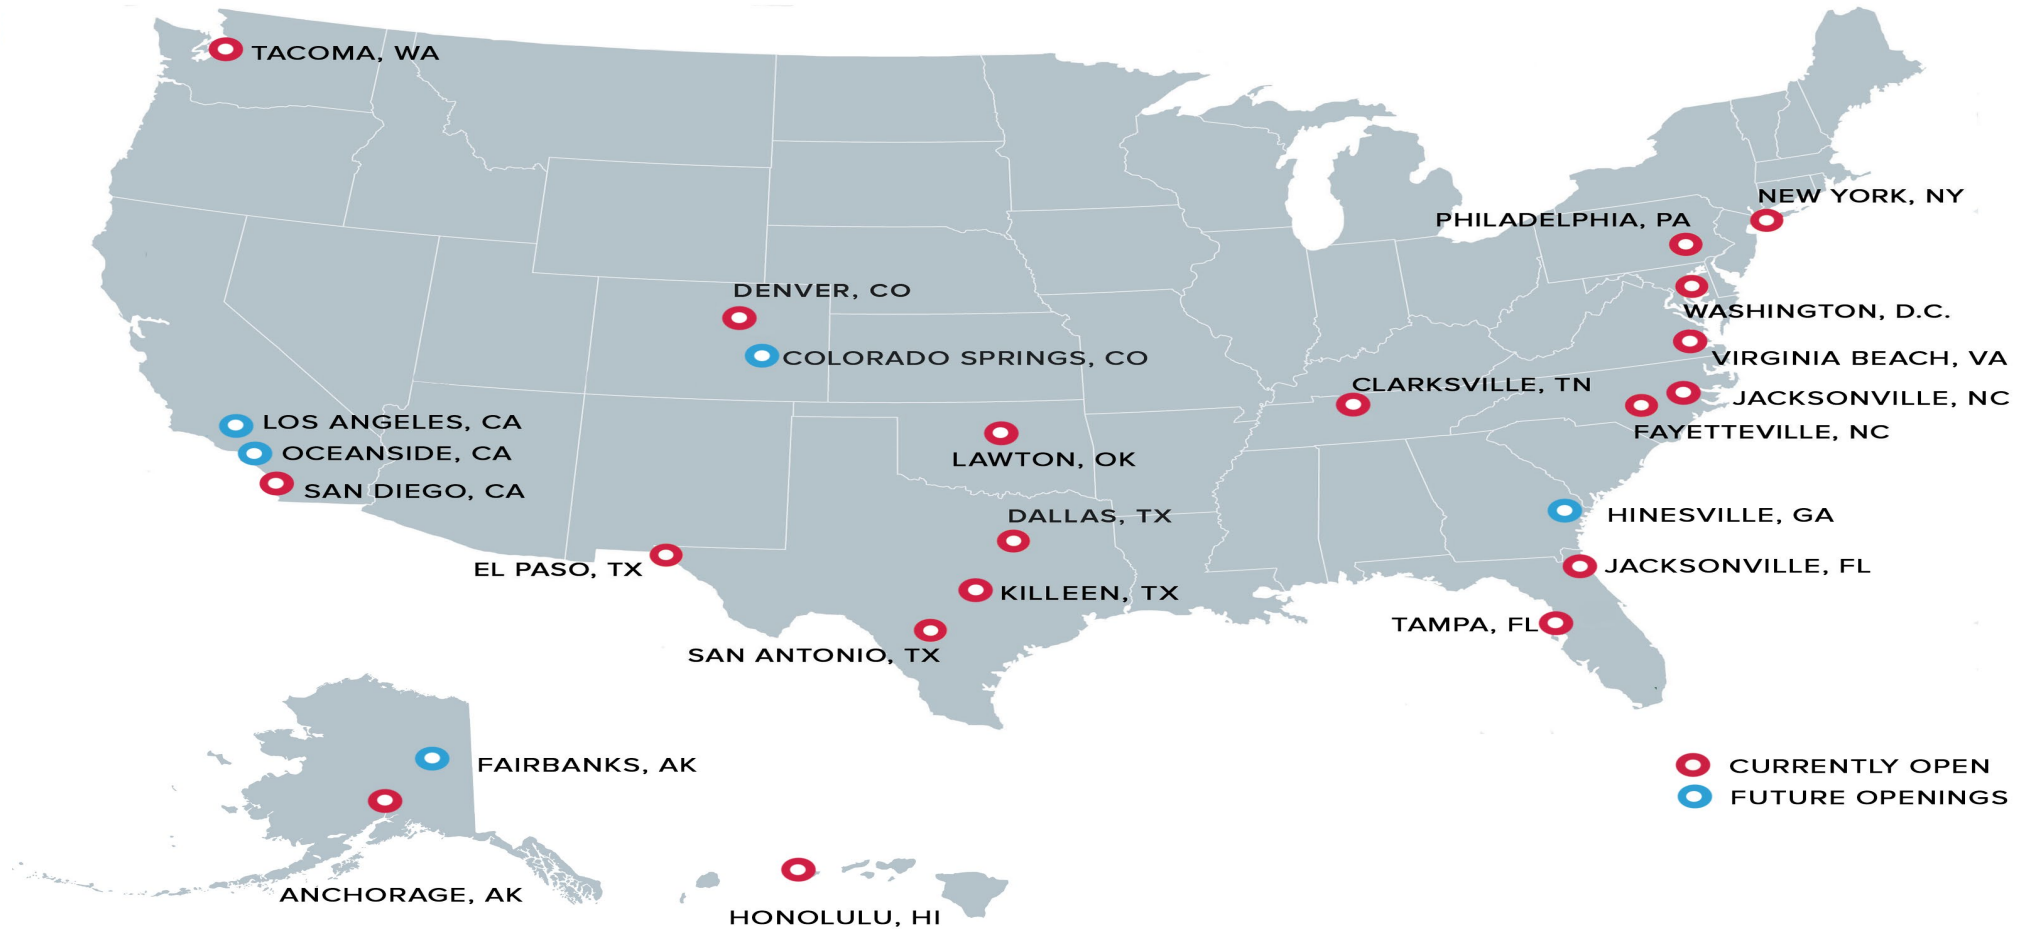 TACOMA, WA
NEW YORK, NY
PHILADELPHIA, PA
DENVER, CO
WASHINGTON, D.C.
COLORADO SPRINGS, CO
VIRGINIA BEACH, VA
CLARKSVILLE, TN
JACKSONVILLE, NC
LOS ANGELES, CA
FAYETTEVILLE, NC
OCEANSIDE, CA
LAWTON, OK
SAN DIEGO, CA
DALLAS, TX
HINESVILLE, GA
EL PASO, TX
JACKSONVILLE, FL
KILLEEN, TX
TAMPA, FL
SAN ANTONIO, TX
FAIRBANKS, AK
CURRENTLY OPEN
FUTURE OPENINGS
ANCHORAGE, AK
HONOLULU, HI